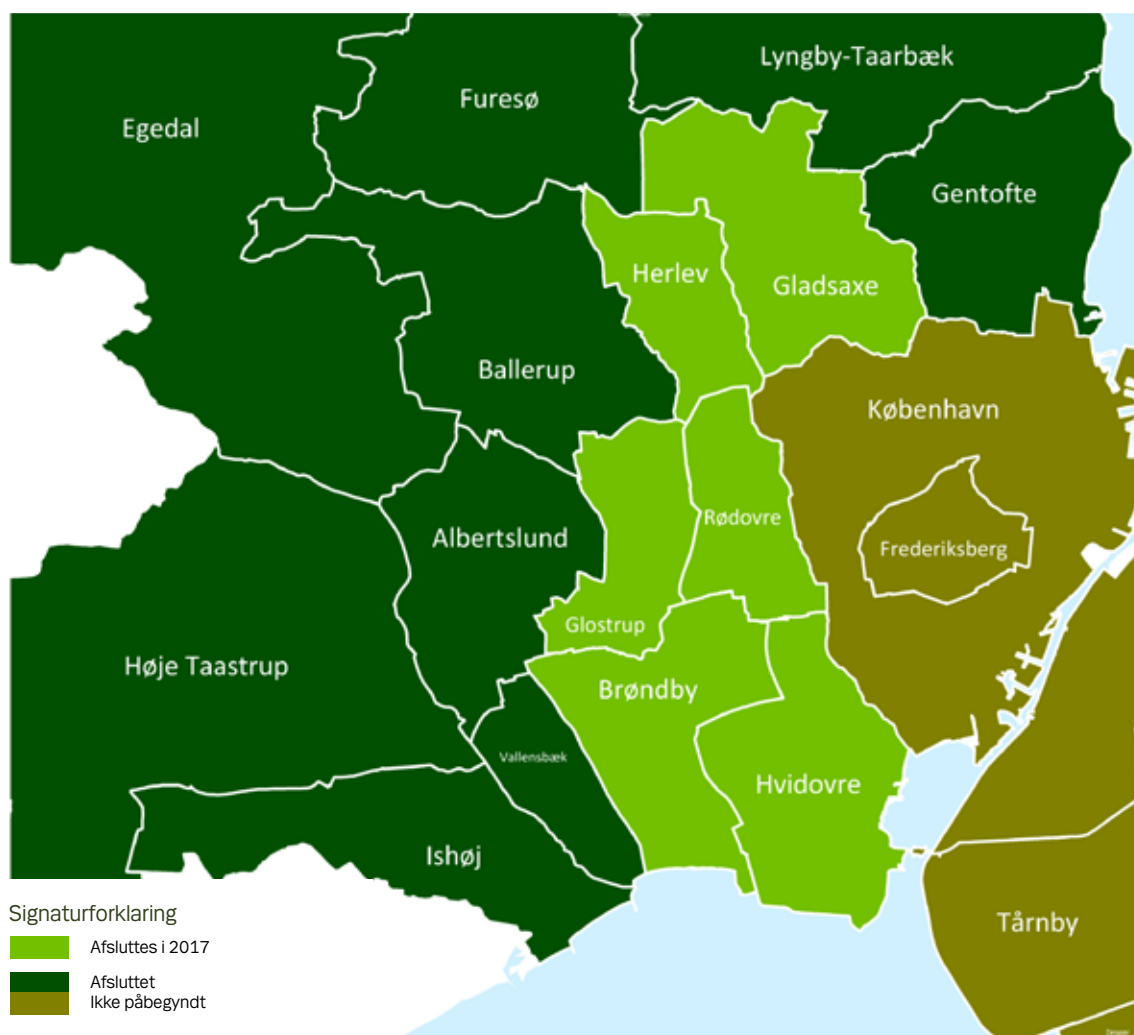 Lyngby-Taarbæk
Furesø
Egedal
Gentofte
Herlev
Gladsaxe
Ballerup
København
Rødovre
Albertslund
Frederiksberg
Glostrup
Høje Taastrup
Brøndby
Vallensbæk
Hvidovre
Ishøj
Tårnby
Signaturforklaring
Afsluttes i 2017
Afsluttet
Ikke påbegyndt